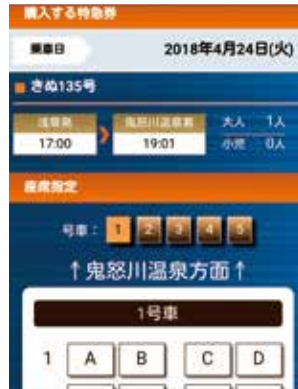 購入する特急券
乗車日 2018年4月24日(火)
きぬ135号
浅草発 鬼怒川温泉着 大人 1人
17:00 19:01 小児 0人
座席指定
号車： 1 2 3 4 5
↑鬼怒川温泉方面↑
1号車
1 A B C D